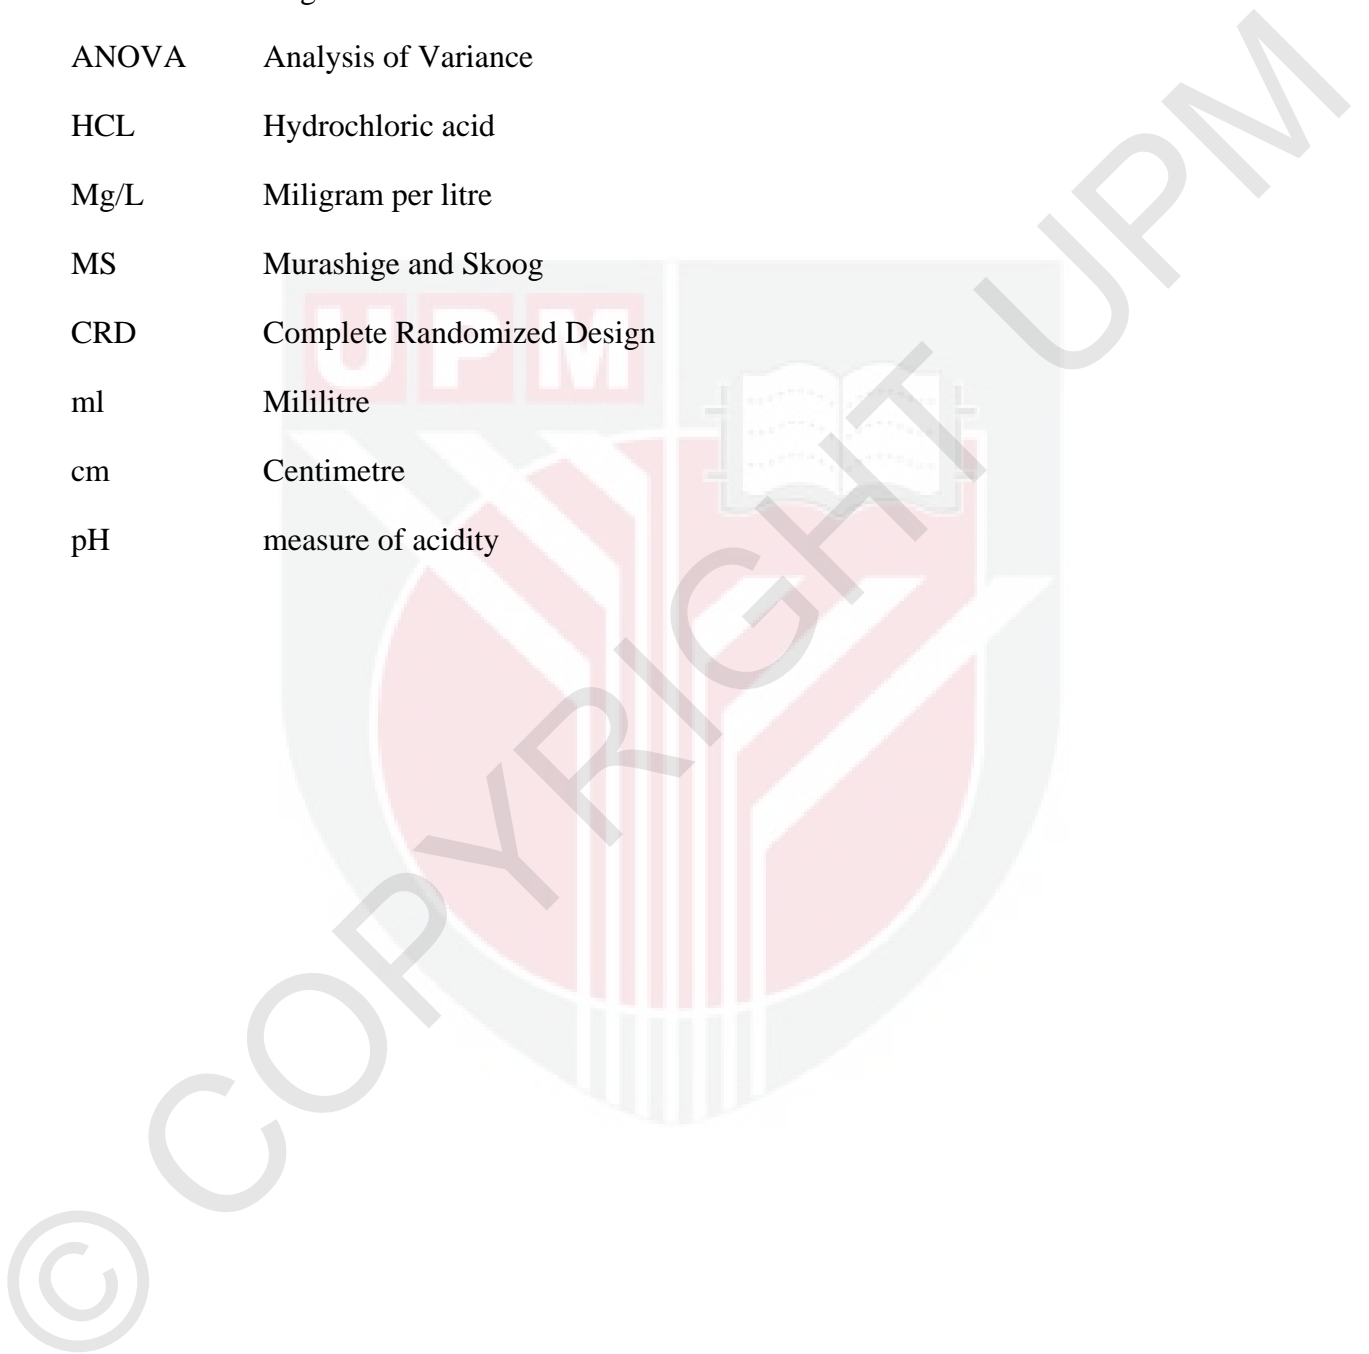 ANOVA Analysis of Variance
HCL Hydrochloric acid
Mg/L Miligram per litre
MS Murashige and Skoog
CRD Complete Randomized Design
ml Mililitre
cm Centimetre
pH measure of acidity
UPM
© COPYRIGHT UPM